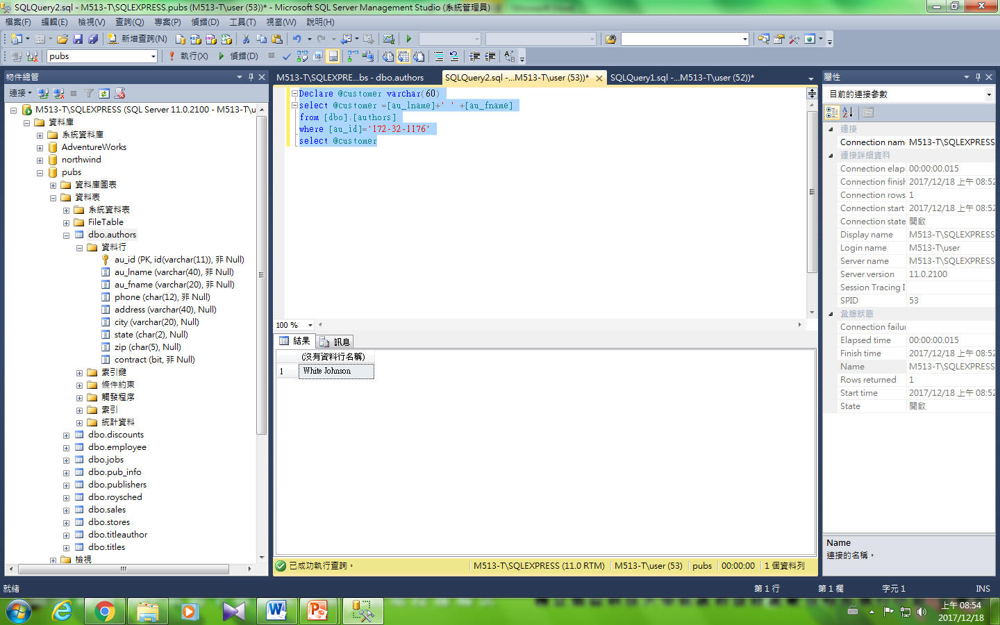 SQLQuery2.sql - M513-T\SQLEXPRESS.pubs (M513-T\user (53))* - Microsoft SQL Server Management Studio (系統管理員)
檔案(F) 編輯(E) 檢視(V) 查詢(Q) 專案(P) 偵錯(D) 工具(T) 視窗(W) 說明(H)
新增查詢(N)
pubs 執行(X) 偵錯(D)
物件總管
連接
M513-T\SQLEXPRESS (SQL Server 11.0.2100 - M513-T\u
資料庫
系統資料庫
AdventureWorks
northwind
pubs
資料庫圖表
資料表
系統資料表
FileTable
dbo.authors
資料行
au_id (PK, id(varchar(11)), 非 Null)
au_lname (varchar(40), 非 Null)
au_fname (varchar(20), 非 Null)
phone (char(12), 非 Null)
address (varchar(40), Null)
city (varchar(20), Null)
state (char(2), Null)
zip (char(5), Null)
contract (bit, 非 Null)
索引鍵
條件約束
觸發程序
索引
統計資料
dbo.discounts
dbo.employee
dbo.jobs
dbo.pub_info
dbo.publishers
dbo.roysched
dbo.sales
dbo.stores
dbo.titleauthor
dbo.titles
檢視
M513-T\SQLEXPRE...bs - dbo.authors SQLQuery2.sql -...M513-T\user (53))* SQLQuery1.sql -...M513-T\user (52))*
Declare @customer varchar(60)
select @customer =[au_lname]+' ' +[au_fname]
from [dbo].[authors]
where [au_id]='172-32-1176'
select @customer
100 %
結果 訊息
(沒有資料行名稱)
1 White Johnson
已成功執行查詢。 M513-T\SQLEXPRESS (11.0 RTM) M513-T\user (53) pubs 00:00:00 1 個資料列
屬性
目前的連接參數
連接
Connection nam M513-T\SQLEXPRESS
連接詳細資料
Connection elap 00:00:00.015
Connection finish 2017/12/18 上午 08:52
Connection rows 1
Connection start 2017/12/18 上午 08:52
Connection state 開啟
Display name M513-T\SQLEXPRESS
Login name M513-T\user
Server name M513-T\SQLEXPRESS
Server version 11.0.2100
Session Tracing I
SPID 53
彙總狀態
Connection failur
Elapsed time 00:00:00.015
Finish time 2017/12/18 上午 08:52
Name M513-T\SQLEXPRESS
Rows returned 1
Start time 2017/12/18 上午 08:52
State 開啟
Name
連接的名稱。
就緒 第 1 行 第 1 欄 字元 1 INS
上午 08:54
2017/12/18